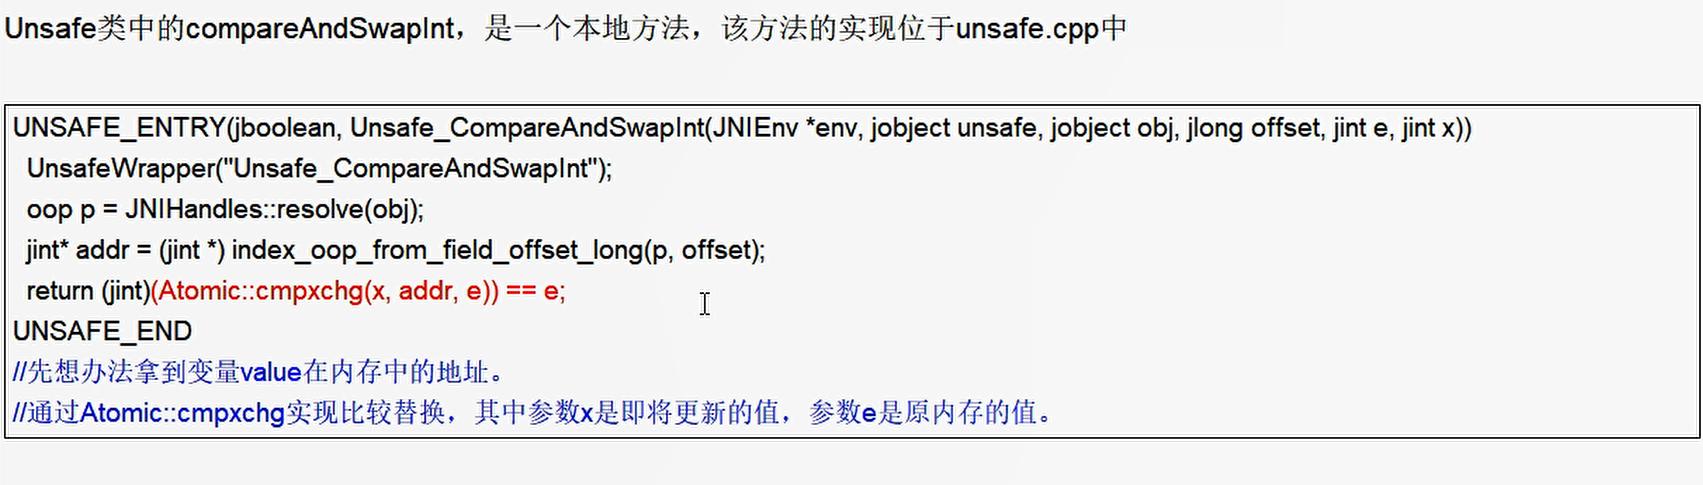 Unsafe类中的compareAndSwapInt，是一个本地方法，该方法的实现位于unsafe.cpp中
UNSAFE_ENTRY(jboolean, Unsafe_CompareAndSwapInt(JNIEnv *env, jobject unsafe, jobject obj, jlong offset, jint e, jint x))
UnsafeWrapper("Unsafe_CompareAndSwapInt");
oop p = JNIHandles::resolve(obj);
jint* addr = (jint *) index_oop_from_field_offset_long(p, offset);
return (jint)(Atomic::cmpxchg(x, addr, e)) == e;
UNSAFE_END
//先想办法拿到变量value在内存中的地址。
//通过Atomic::cmpxchg实现比较替换，其中参数x是即将更新的值，参数e是原内存的值。